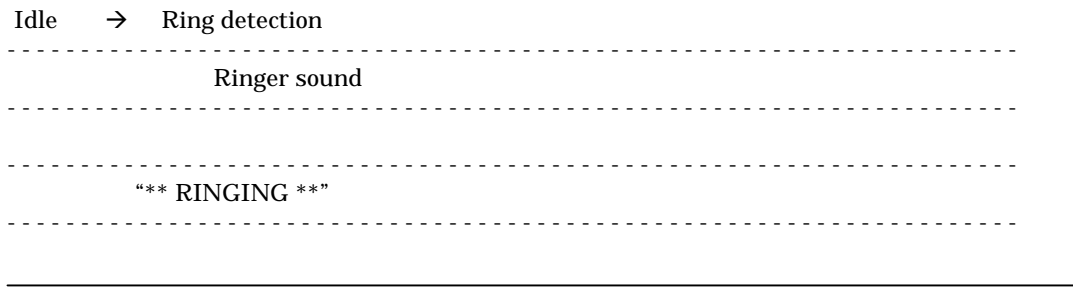 Idle → Ring detection
Ringer sound
“** RINGING **”